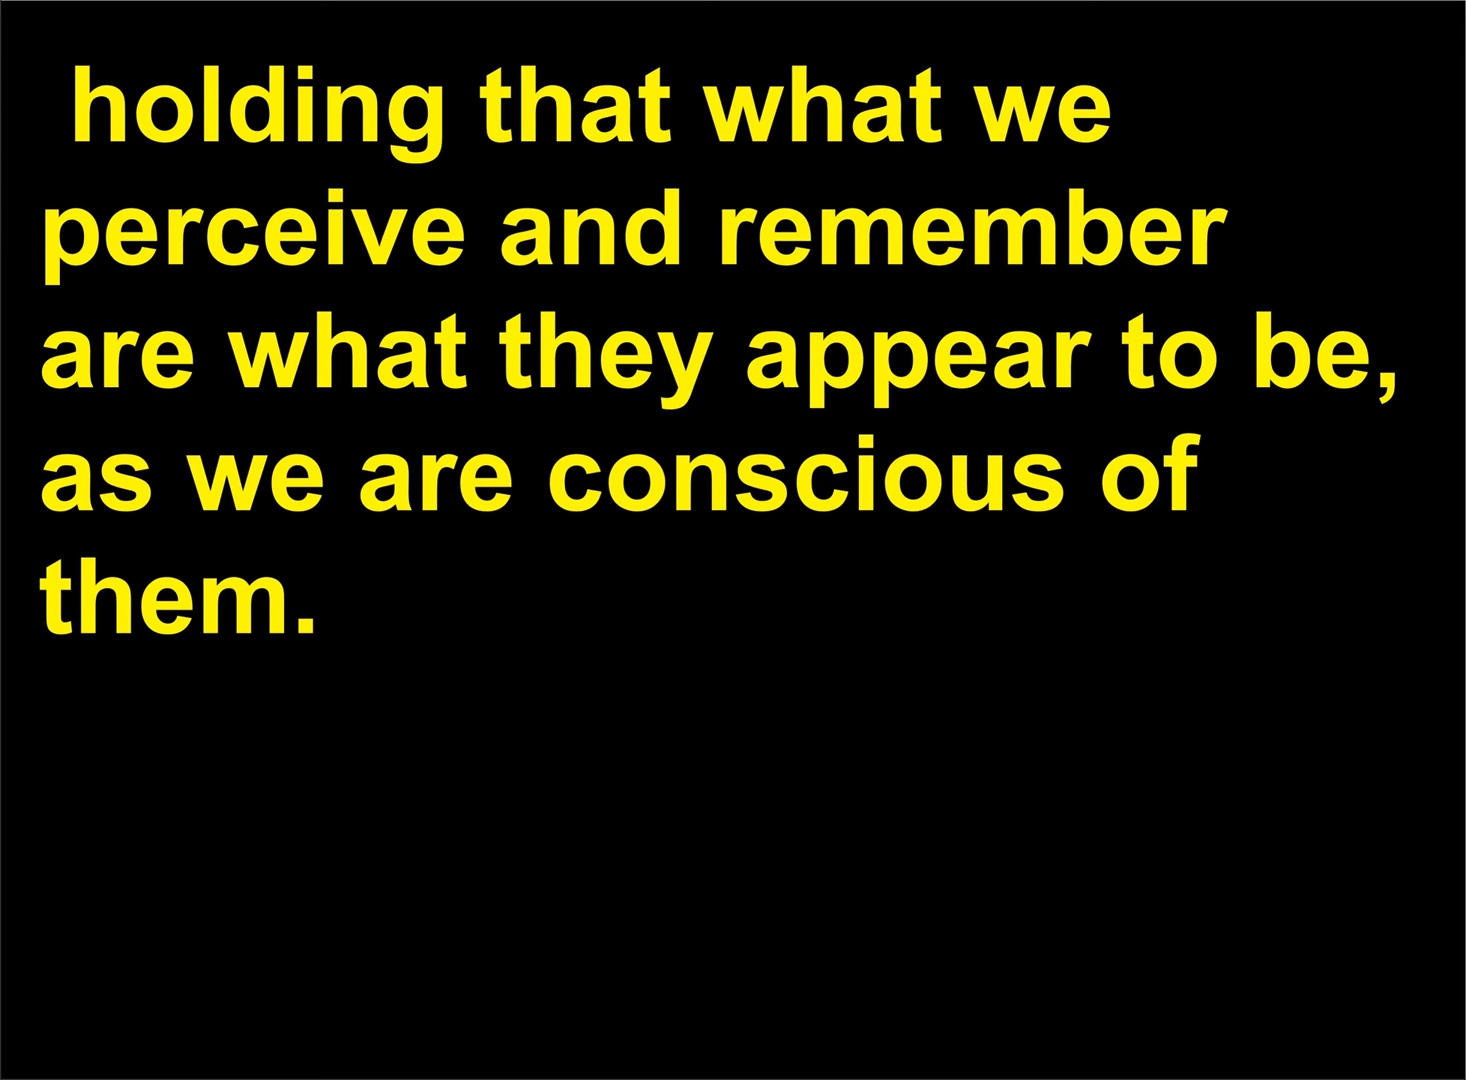 holding that what we
perceive and remember
are what they appear to be,
as we are conscious of
them.